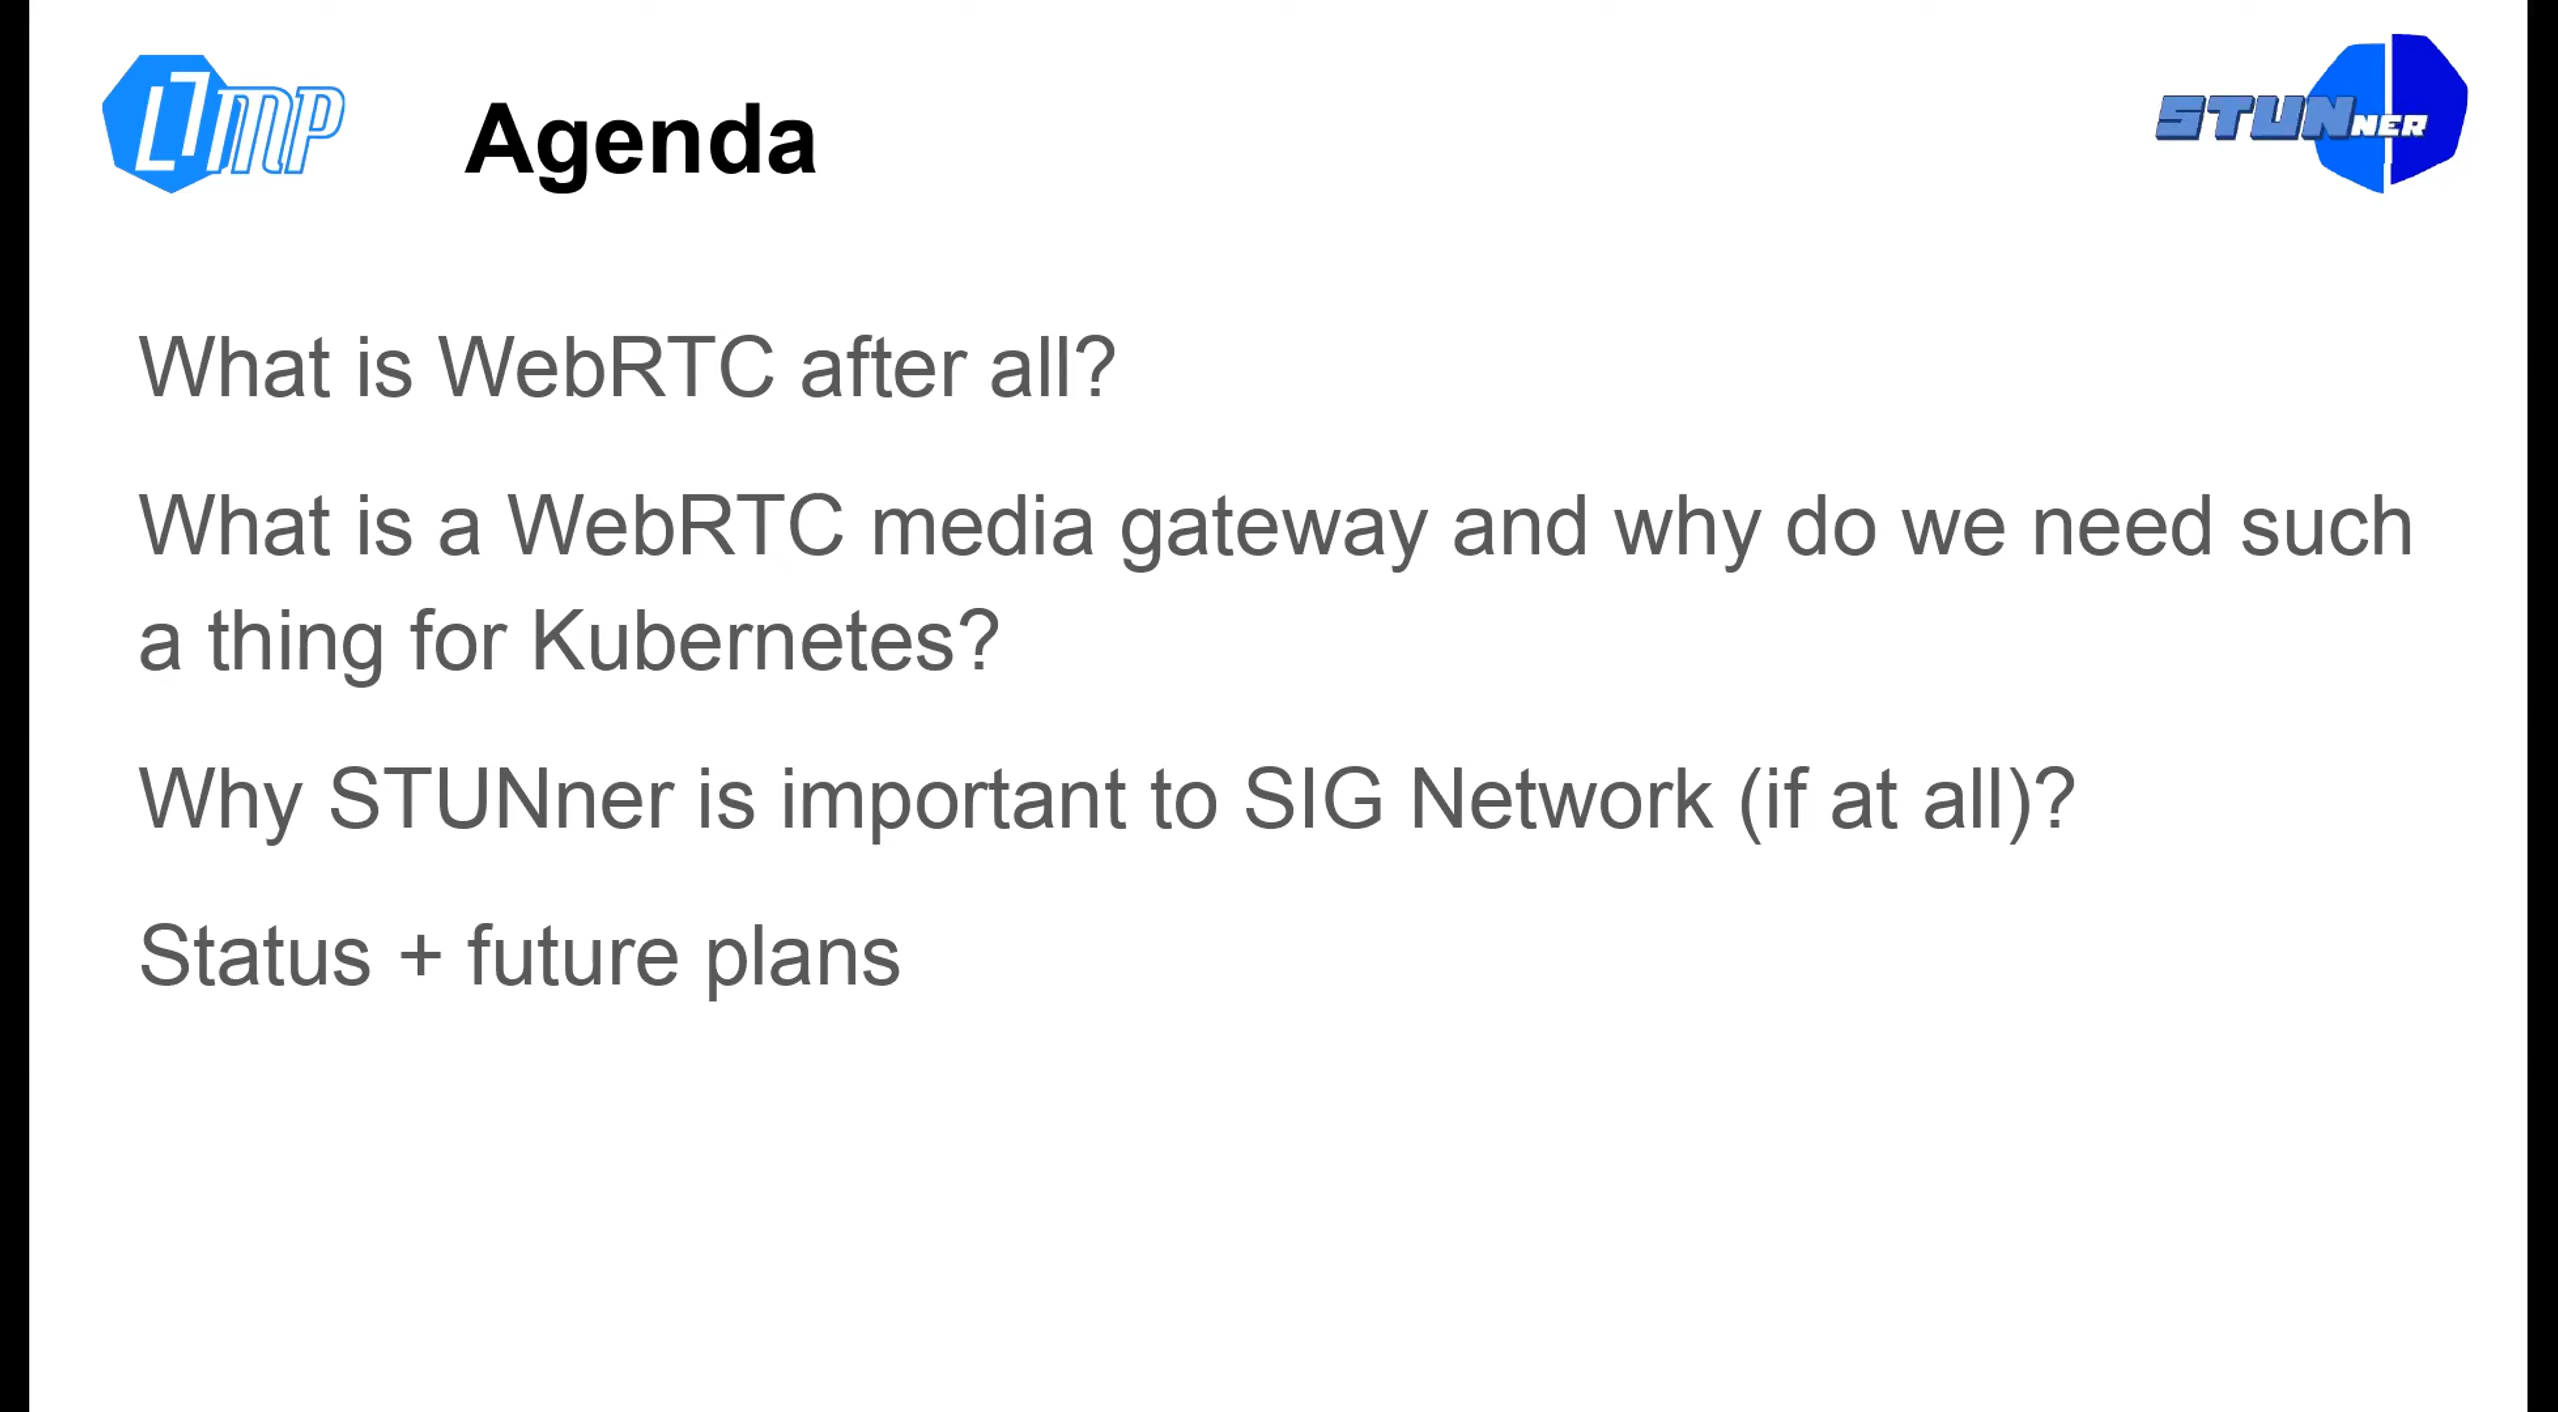 L7mp
Agenda
STUNner
What is WebRTC after all?
What is a WebRTC media gateway and why do we need such
a thing for Kubernetes?
Why STUNner is important to SIG Network (if at all)?
Status + future plans